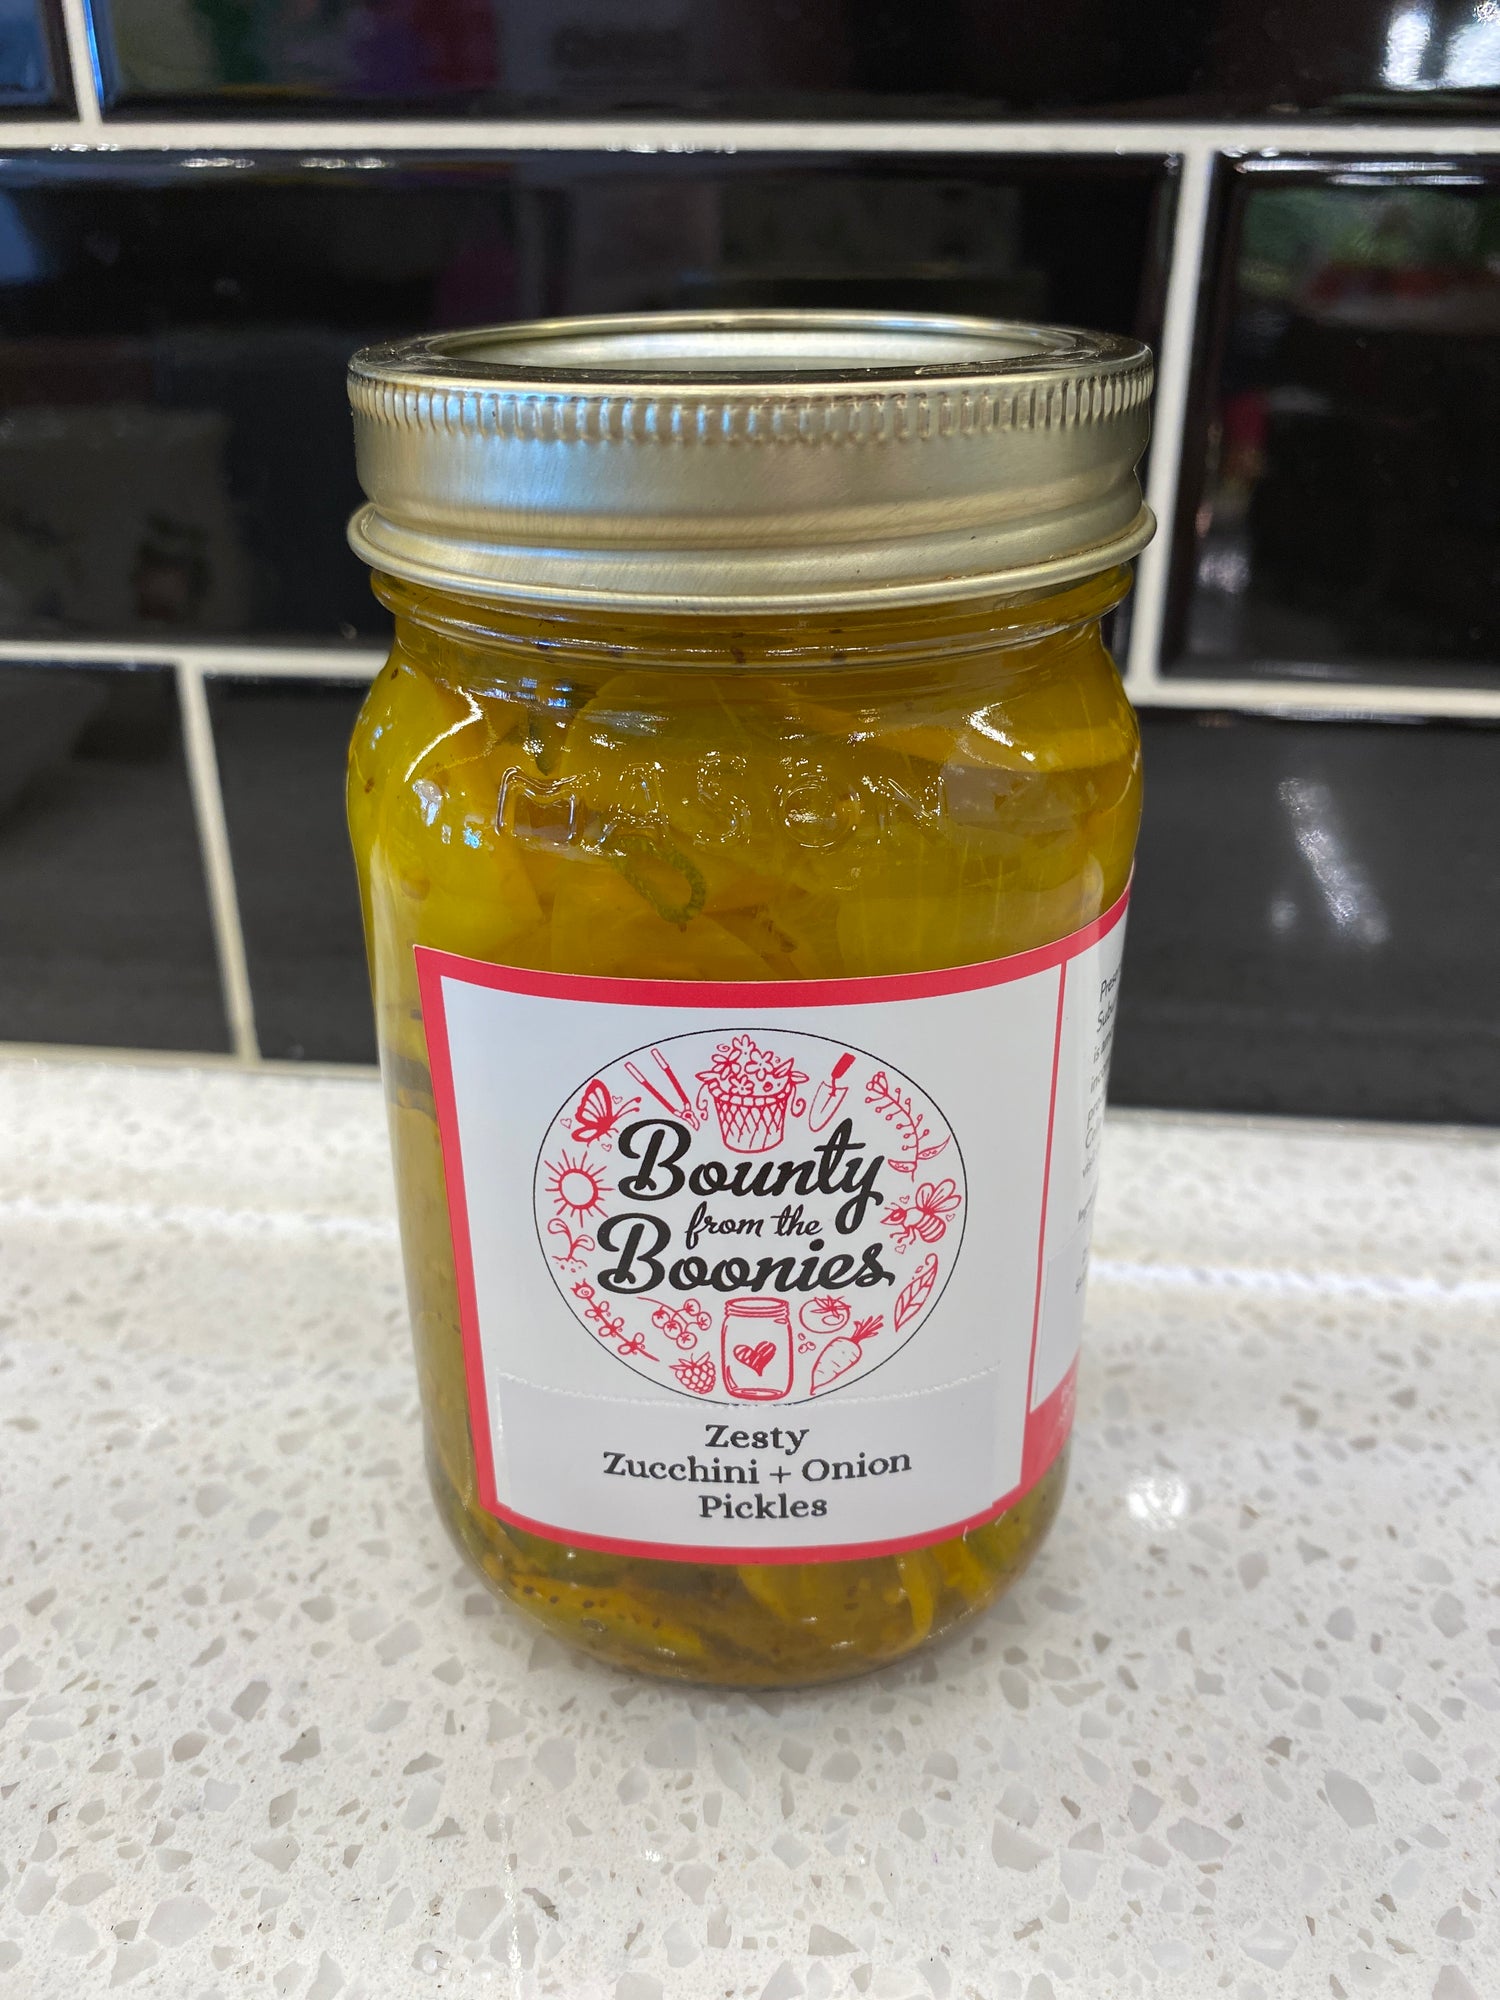 MASON
Bounty
from the
Boonies
Zesty
Zucchini + Onion
Pickles